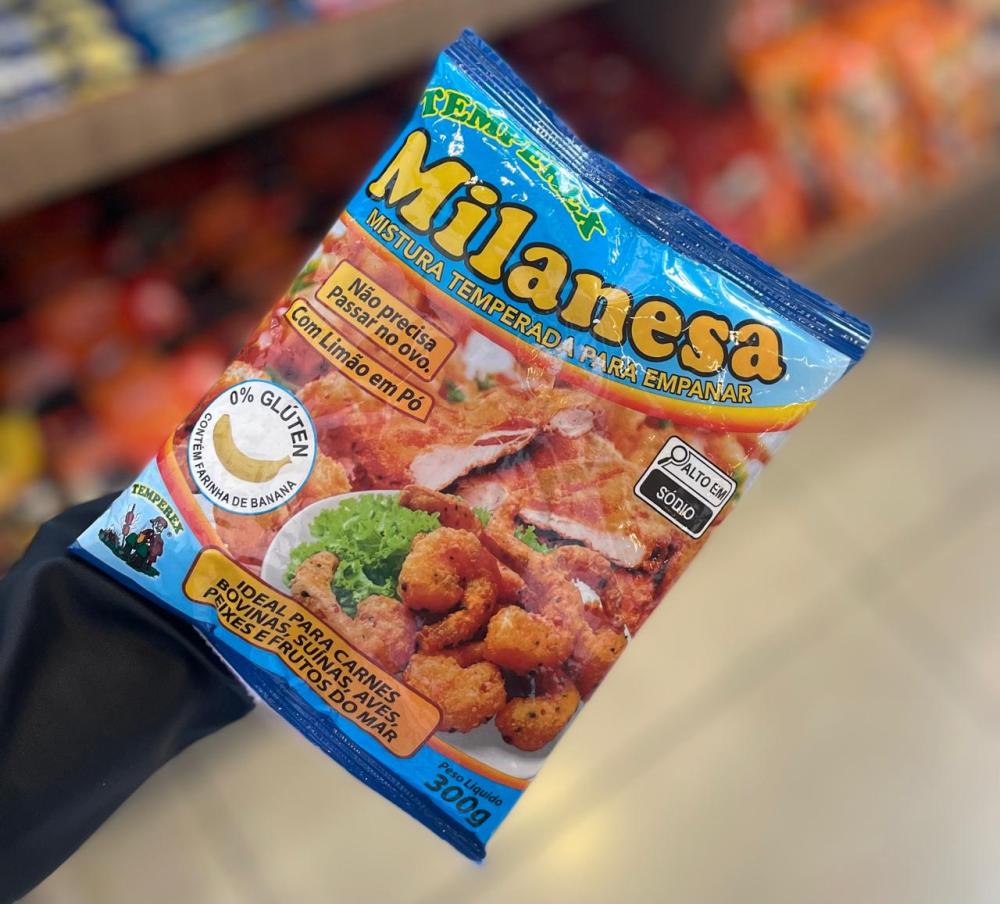 TEMPEREX
Milanesa
MISTURA TEMPERADA PARA EMPANAR
Não precisa
Passar no ovo.
Com Limão em Pó
0% GLÚTEN
CONTÉM FARINHA DE BANANA
ALTO EM
SÓDIO
TEMPEREX
IDEAL PARA CARNES
BOVINAS, SUÍNAS, AVES,
PEIXES E FRUTOS DO MAR
Peso Líquido
300g